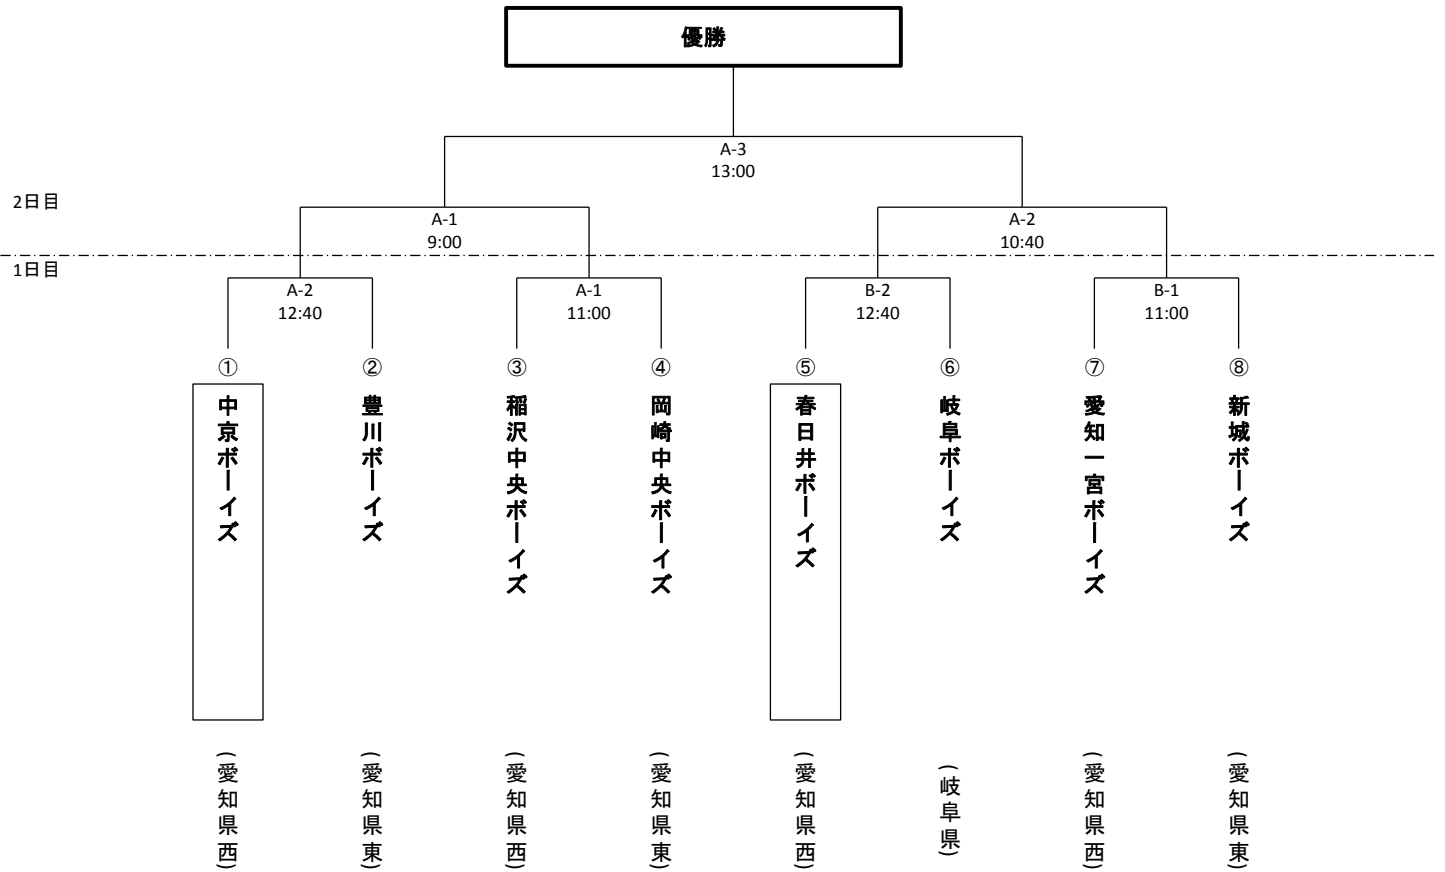 優勝
A-3
13:00
2日目
A-1
9:00
A-2
10:40
1日目
A-2
12:40
A-1
11:00
B-2
12:40
B-1
11:00
①
②
③
④
⑤
⑥
⑦
⑧
中京ボーイズ
豊川ボーイズ
稲沢中央ボーイズ
岡崎中央ボーイズ
春日井ボーイズ
岐阜ボーイズ
愛知一宮ボーイズ
新城ボーイズ
(愛知県西)
(愛知県東)
(愛知県西)
(愛知県東)
(愛知県西)
(岐阜県)
(愛知県西)
(愛知県東)